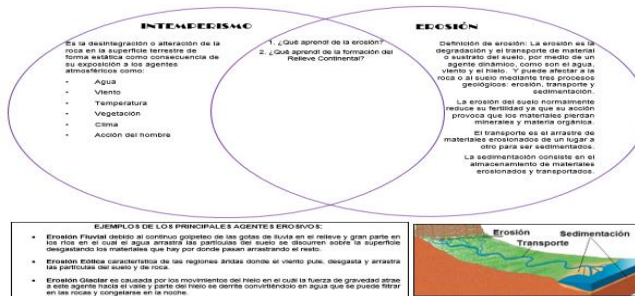 INTEMPERISMO
Es la desintegración o alteración de la
roca en la superficie terrestre de
forma estática como consecuencia de
su exposición a los agentes
atmosféricos como:
- Agua
- Viento
- Temperatura
- Vegetación
- Clima
- Acción del hombre
1. ¿Qué aprendí de la erosión?
2. ¿Qué aprendí de la formación del
Relieve Continental?
EROSIÓN
Definición de erosión: La erosión es la
degradación y el transporte de material
o sustrato del suelo, por medio de un
agente dinámico, como son el agua,
viento y el hielo. Y puede afectar a la
roca o al suelo mediante tres procesos
geológicos: erosión, transporte y
sedimentación.
La erosión del suelo normalmente
reduce su fertilidad ya que su acción
provoca que los materiales pierdan
minerales y materia orgánica.
El transporte es el arrastre de
materiales erosionados de un lugar a
otro para ser sedimentados.
La sedimentación consiste en el
almacenamiento de materiales
erosionados y transportados.
EJEMPLOS DE LOS PRINCIPALES AGENTES EROSIVOS:
• Erosión Fluvial debido al continuo golpeteo de las gotas de lluvia en el relieve y gran parte en
los ríos en el cuál el agua arrastra las partículas del suelo se discurren sobre la superficie
desgastando los materiales que hay por donde pasan arrastrando el resto.
• Erosión Eólica característica de las regiones áridas donde el viento pule, desgasta y arrastra
las partículas del suelo y de roca.
• Erosión Glaciar es causada por los movimientos del hielo en el cuál la fuerza de gravedad atrae
a este agente hacia el valle y parte del hielo se derrite convirtiéndolo en agua que se puede filtrar
en las rocas y congelarse en la noche.
Erosión
Transporte
Sedimentación